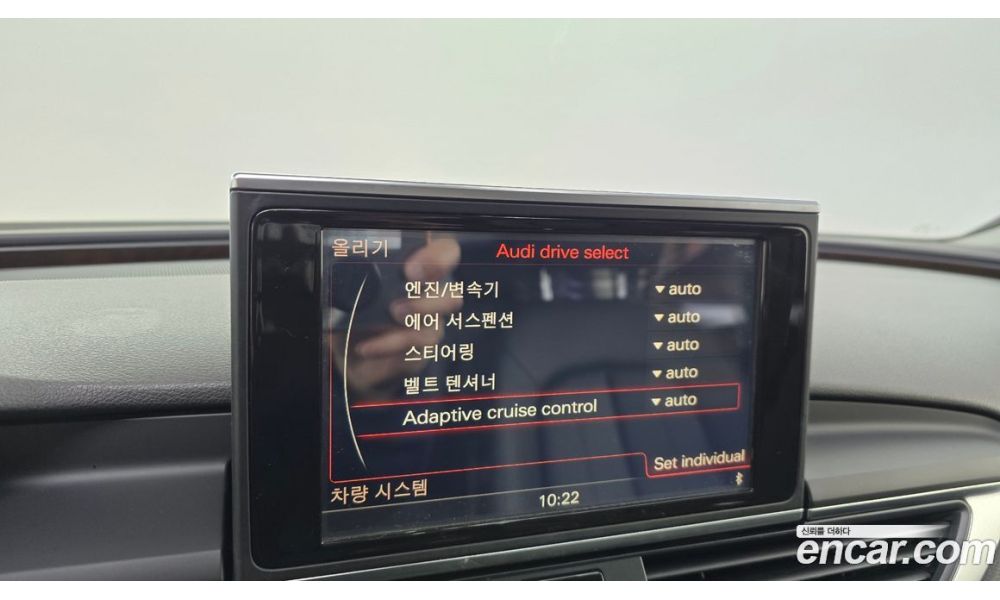 올리기
Audi drive select
엔진/변속기 ▼ auto
에어 서스펜션 ▼ auto
스티어링 ▼ auto
벨트 텐셔너 ▼ auto
Adaptive cruise control ▼ auto
Set individual
차량 시스템
10:22
신뢰를 더하다
encar.com